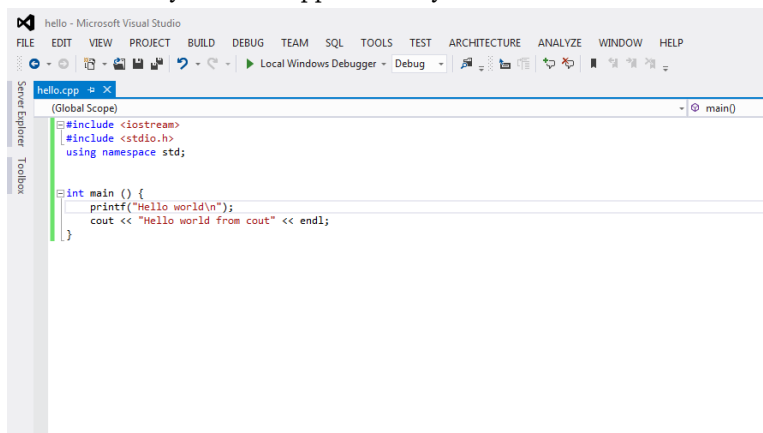 hello - Microsoft Visual Studio
FILE EDIT VIEW PROJECT BUILD DEBUG TEAM SQL TOOLS TEST ARCHITECTURE ANALYZE WINDOW HELP
Local Windows Debugger Debug
Server Explorer
Toolbox
hello.cpp
(Global Scope) main()
#include <iostream>
#include <stdio.h>
using namespace std;
int main () {
printf("Hello world\n");
cout << "Hello world from cout" << endl;
}